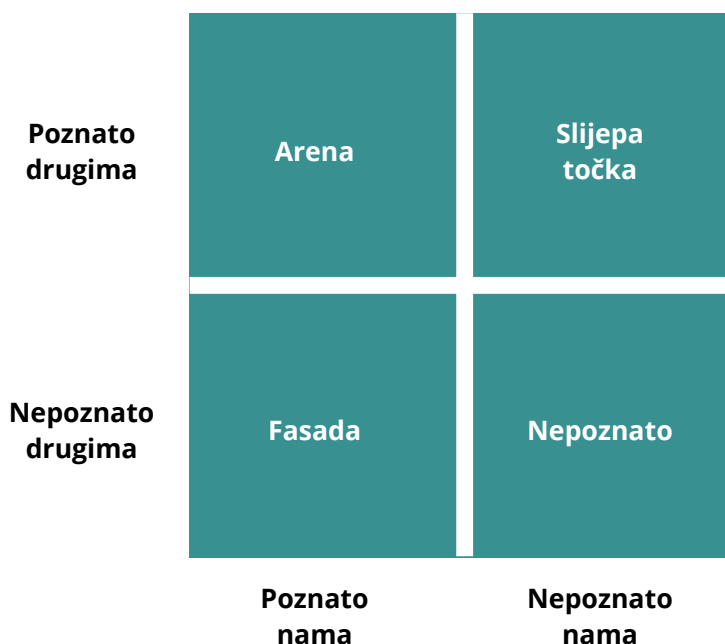 Poznato
drugima
Arena
Slijepa
točka
Nepoznato
drugima
Fasada
Nepoznato
Poznato
nama
Nepoznato
nama